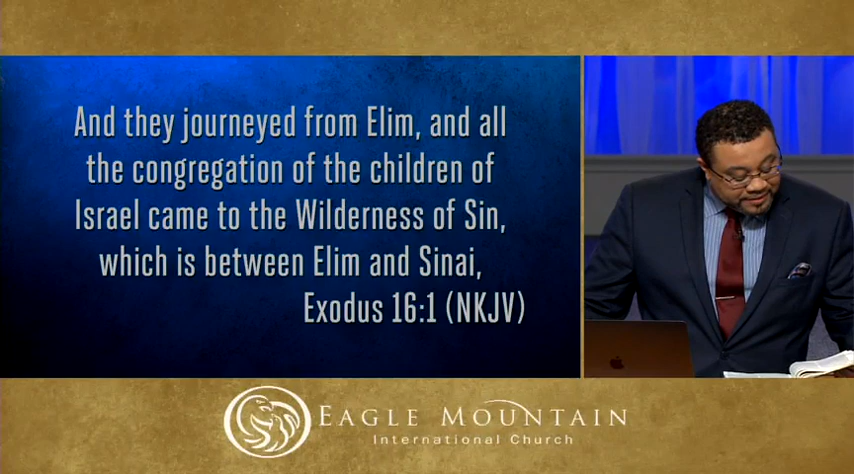 And they journeyed from Elim, and all
the congregation of the children of
Israel came to the Wilderness of Sin,
which is between Elim and Sinai,
Exodus 16:1 (NKJV)
EAGLE MOUNTAIN
International Church